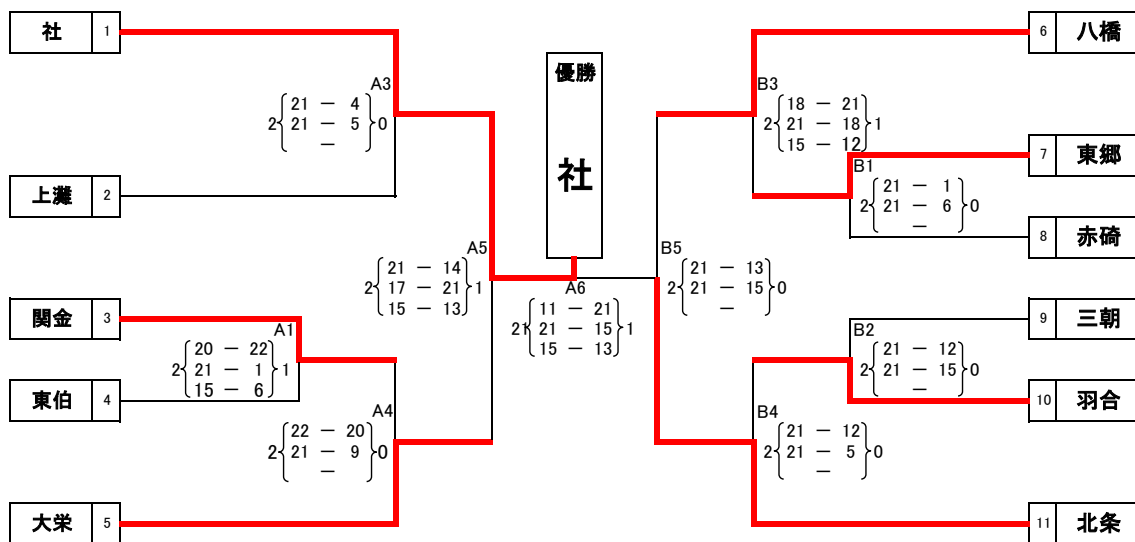 社 1
6 八橋
優勝
社
A3
21 － 4
2 21 － 5 0
－
B3
18 － 21
2 21 － 18 1
15 － 12
7 東郷
上灘 2
B1
21 － 1
2 21 － 6 0
－
8 赤碕
A5
21 － 14
2 17 － 21 1
15 － 13
B5
21 － 13
2 21 － 15 0
－
A6
11 － 21
21 21 － 15 1
15 － 13
関金 3
9 三朝
A1
20 － 22
2 21 － 1 1
15 － 6
B2
21 － 12
2 21 － 15 0
－
東伯 4
10 羽合
A4
22 － 20
2 21 － 9 0
－
B4
21 － 12
2 21 － 5 0
－
大栄 5
11 北条